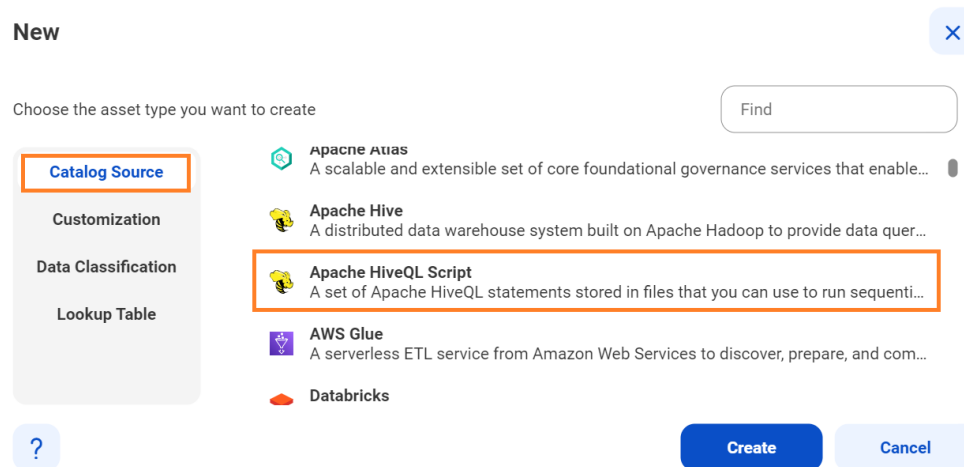 New
Choose the asset type you want to create
Find
Catalog Source
Customization
Data Classification
Lookup Table
Apache Atlas
A scalable and extensible set of core foundational governance services that enable...
Apache Hive
A distributed data warehouse system built on Apache Hadoop to provide data quer...
Apache HiveQL Script
A set of Apache HiveQL statements stored in files that you can use to run sequenti...
AWS Glue
A serverless ETL service from Amazon Web Services to discover, prepare, and com...
Databricks
?
Create
Cancel